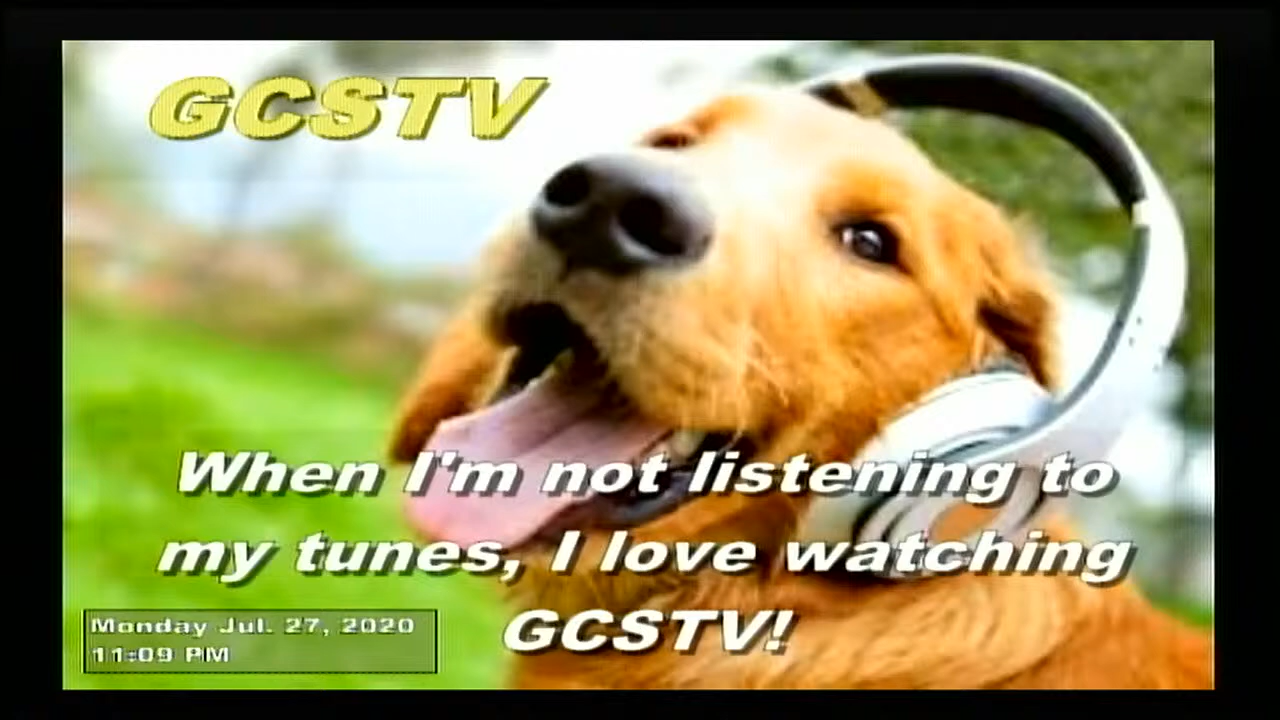 GCSTV
When I'm not listening to
my tunes, I love watching
GCSTV!
Monday Jul. 27, 2020
11:09 PM